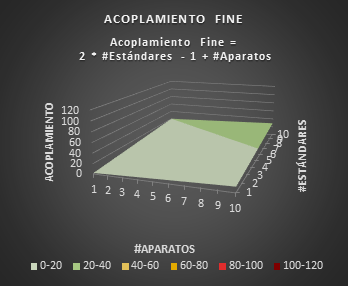 ACOPLAMIENTO FINE
Acoplamiento Fine =
2 * #Estándares - 1 + #Aparatos
ACOPLAMIENTO
120
100
80
60
40
20
0
1 2 3 4 5 6 7 8 9 10
#APARATOS
1
2
3
4
5
6
7
8
10
#ESTÁNDARES
0-20 20-40 40-60 60-80 80-100 100-120